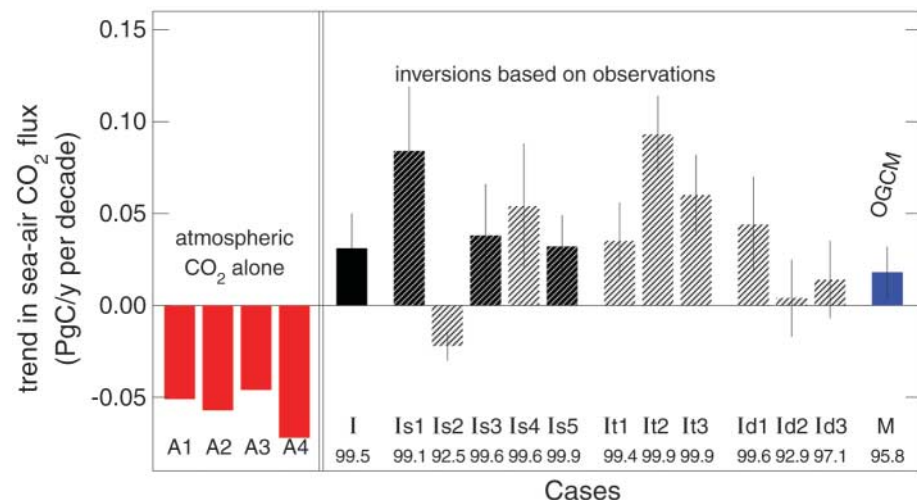 trend in sea-air CO₂ flux
(PgC/y per decade)
0.15
0.10
0.05
0.00
-0.05
atmospheric
CO₂ alone
inversions based on observations
OGCM
A1 A2 A3 A4
I Is1 Is2 Is3 Is4 Is5 It1 It2 It3 Id1 Id2 Id3 M
99.5 99.1 92.5 99.6 99.6 99.9 99.4 99.9 99.9 99.6 92.9 97.1 95.8
Cases